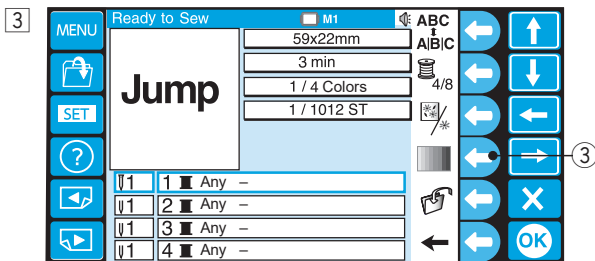 3
MENU
SET
?
Ready to Sew
M1
Jump
59x22mm
3 min
1 / 4 Colors
1 / 1012 ST
1 1 Any –
1 2 Any –
1 3 Any –
1 4 Any –
ABC
A|B|C
4/8
OK
3